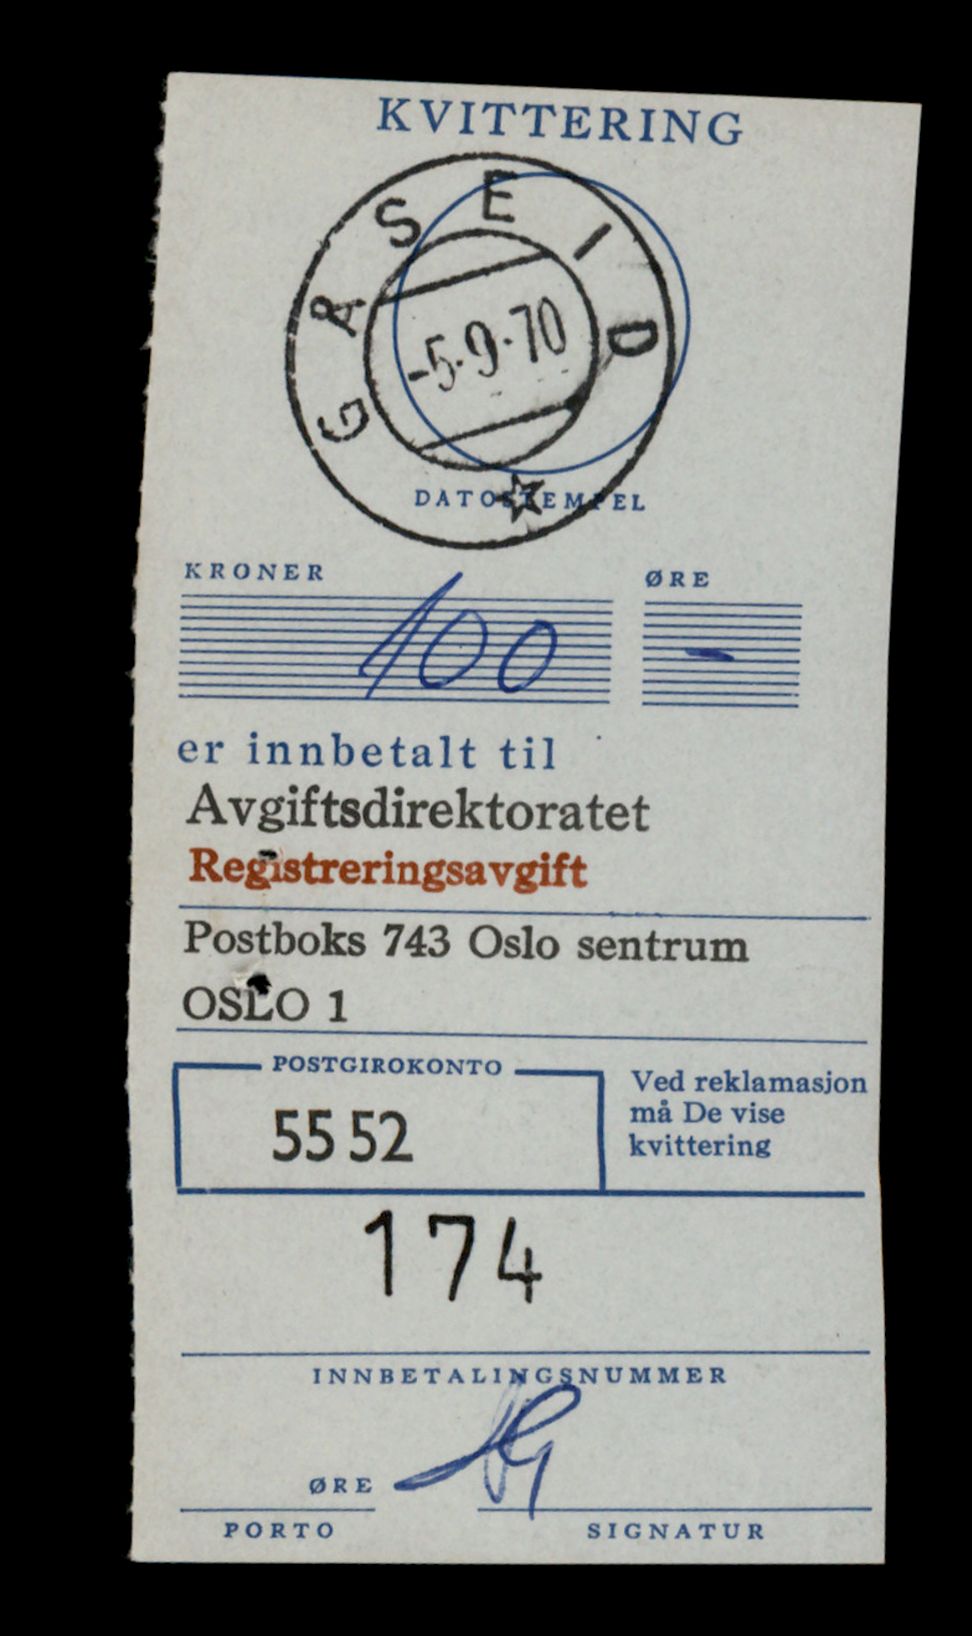 KVITTERING
GÅSEID
-5.9.70
DATOSTEMPEL
KRONER ØRE
100 -
er innbetalt til
Avgiftsdirektoratet
Registreringsavgift
Postboks 743 Oslo sentrum
OSLO 1
POSTGIROKONTO
5552
Ved reklamasjon
må De vise
kvittering
174
INNBETALINGSNUMMER
ØRE
PORTO SIGNATUR